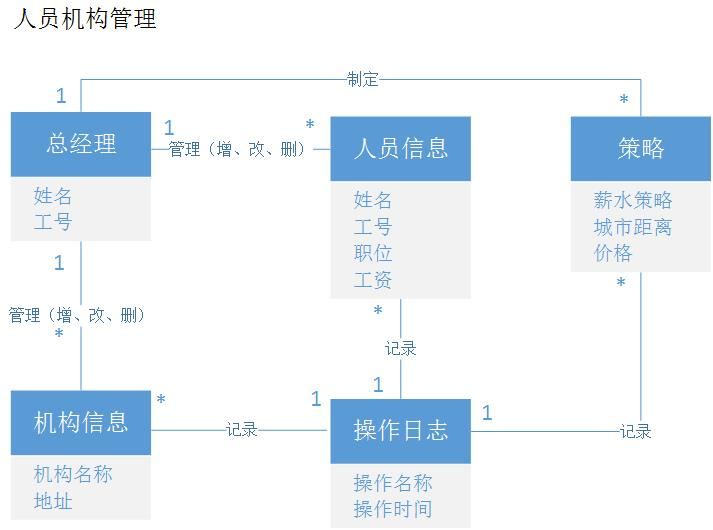 人员机构管理
制定
1
*
总经理
1
管理（增、改、删）
*
人员信息
策略
姓名
工号
姓名
工号
职位
工资
薪水策略
城市距离
价格
1
管理（增、改、删）
*
*
记录
1
*
机构信息
*
记录
1
操作日志
1
记录
机构名称
地址
操作名称
操作时间